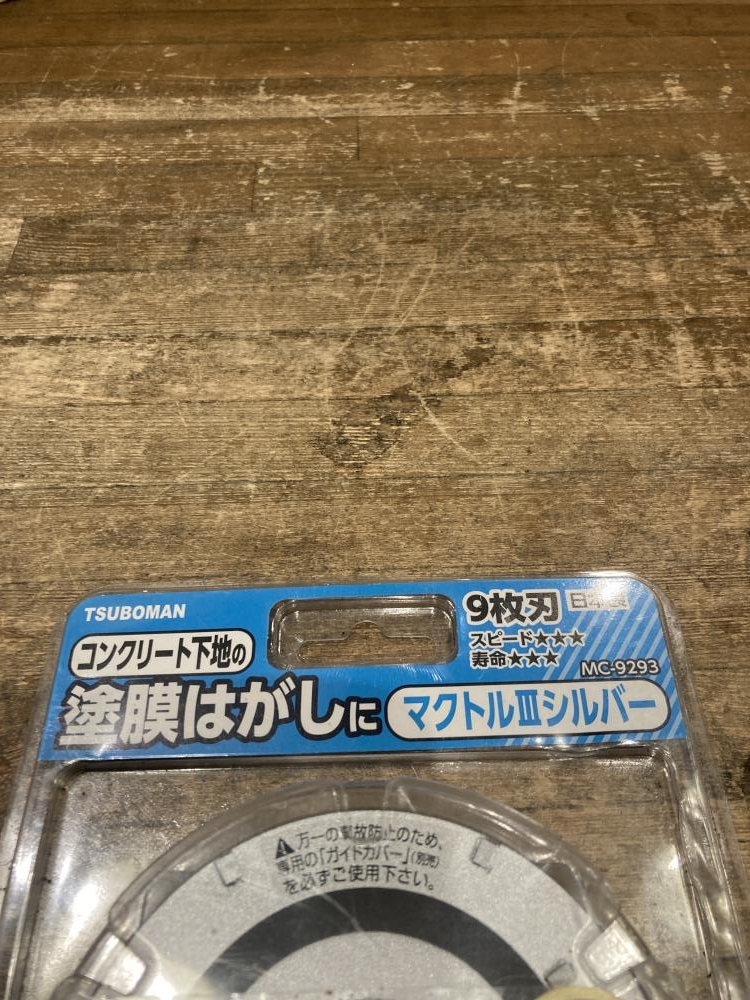 TSUBOMAN
9枚刃 日本製
スピード★★★
寿命★★★
MC-9293
コンクリート下地の
塗膜はがしに
マクトルⅢシルバー
万一の事故防止のため、
専用の「ガイドカバー」(別売)
を必ずご使用下さい。